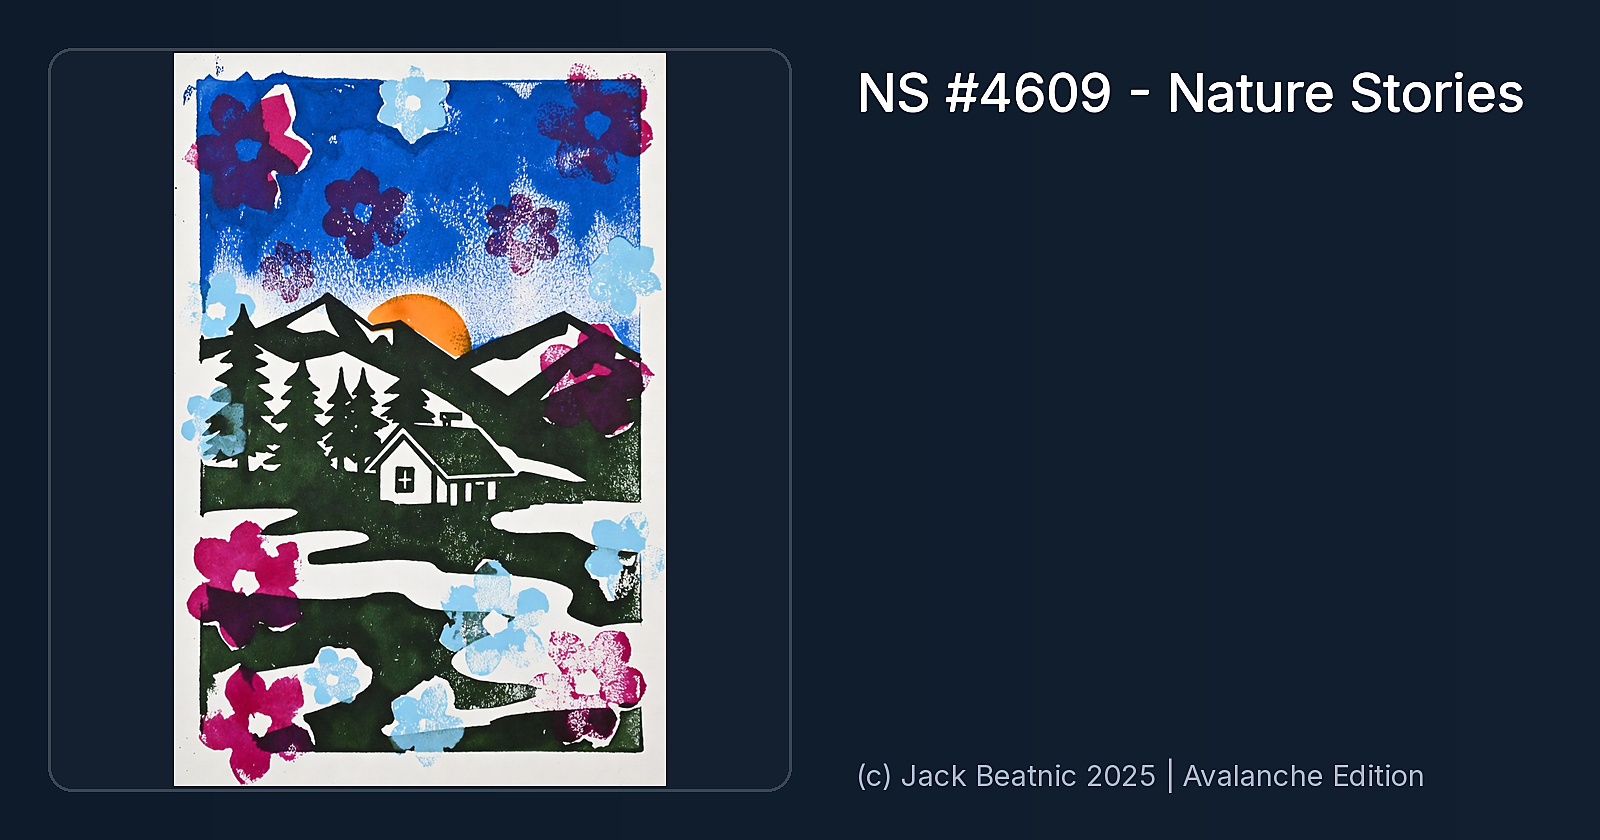 NS #4609 - Nature Stories
(c) Jack Beatnic 2025 | Avalanche Edition